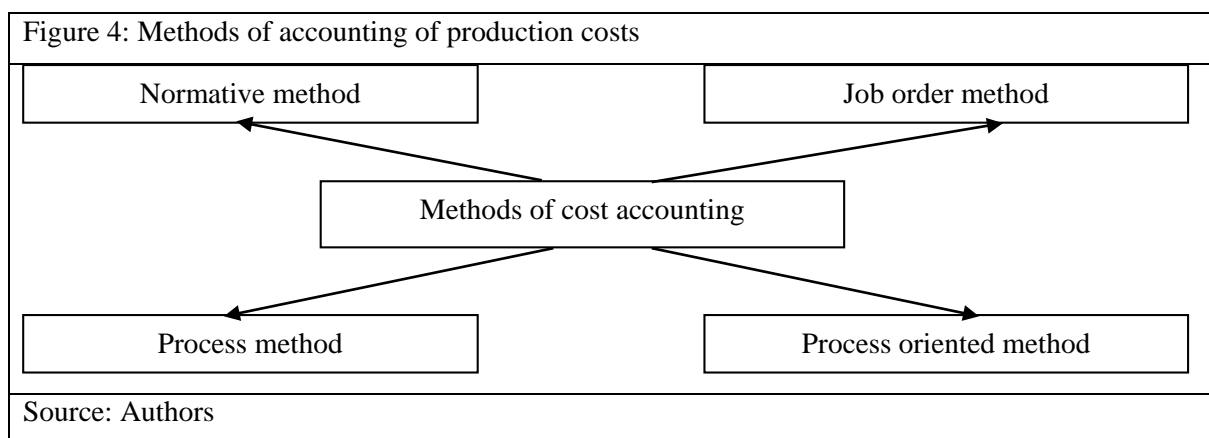 Figure 4: Methods of accounting of production costs
Normative method
Job order method
Methods of cost accounting
Process method
Process oriented method
Source: Authors